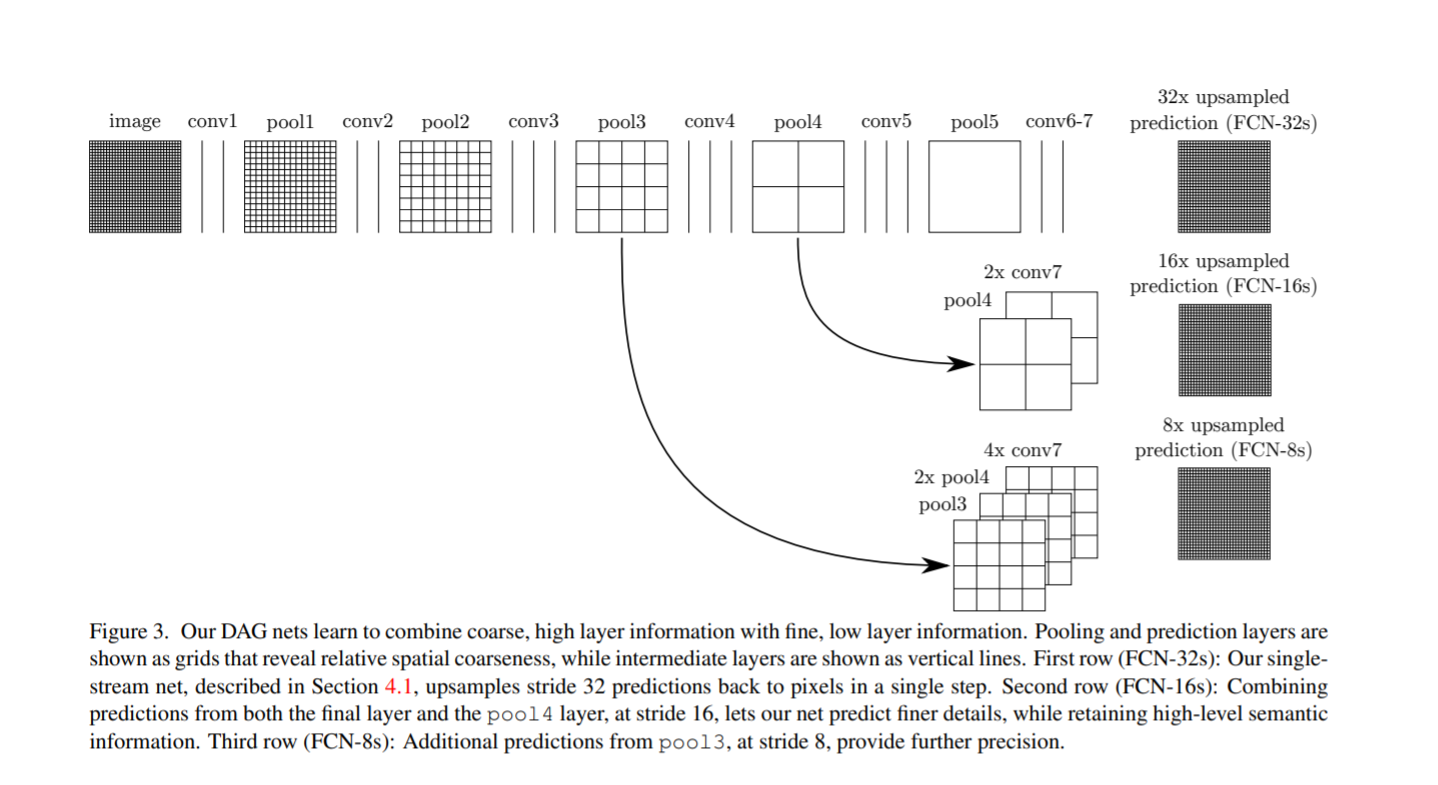 image conv1 pool1 conv2 pool2 conv3 pool3 conv4 pool4 conv5 pool5 conv6-7
32x upsampled
prediction (FCN-32s)
2x conv7
pool4
16x upsampled
prediction (FCN-16s)
4x conv7
2x pool4
pool3
8x upsampled
prediction (FCN-8s)
Figure 3. Our DAG nets learn to combine coarse, high layer information with fine, low layer information. Pooling and prediction layers are
shown as grids that reveal relative spatial coarseness, while intermediate layers are shown as vertical lines. First row (FCN-32s): Our single-
stream net, described in Section 4.1, upsamples stride 32 predictions back to pixels in a single step. Second row (FCN-16s): Combining
predictions from both the final layer and the pool4 layer, at stride 16, lets our net predict finer details, while retaining high-level semantic
information. Third row (FCN-8s): Additional predictions from pool3, at stride 8, provide further precision.